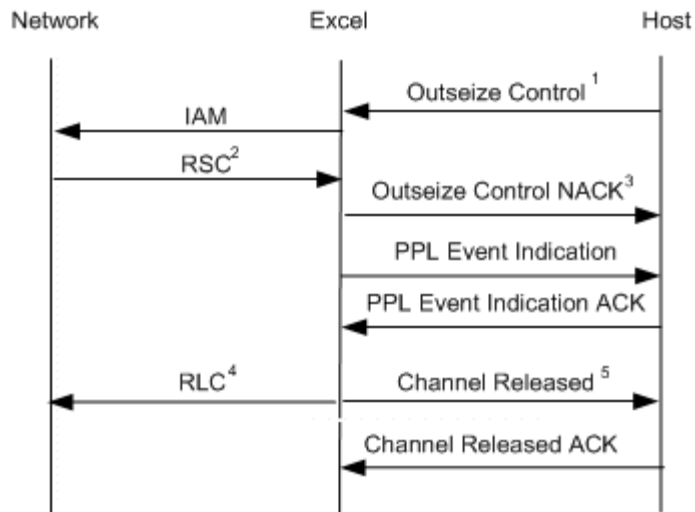 Network Excel Host
Outseize Control 1
IAM
RSC2
Outseize Control NACK3
PPL Event Indication
PPL Event Indication ACK
RLC4 Channel Released 5
Channel Released ACK